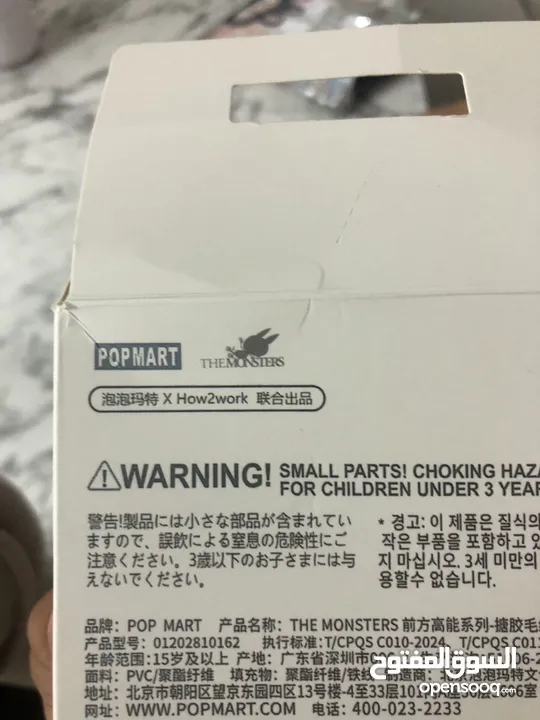 POPMART
THE MONSTERS
泡泡玛特 X How2work 联合出品
WARNING! SMALL PARTS! CHOKING HAZA
FOR CHILDREN UNDER 3 YEAR
警告!製品には小さな部品が含まれてい
ますので、誤飲による窒息の危険性にご
注意ください。3歳以下のお子さまには与
えないでください。
* 경고: 이 제품은 질식의
작은 부품을 포함하고 있
지 마십시오. 3세 미만의
용할수 없습니다.
品牌: POP MART 产品名称: THE MONSTERS 前方高能系列-搪胶毛绒
产品型号: 01202810162 执行标准: T/CPQS C010-2024、T/CPQS C011
年龄范围: 15岁及以上 产地: 广东省深圳市
面料: PVC/聚酯纤维 填充物: 聚酯纤维/铁
地址: 北京市朝阳区望京东园四区13号楼-4至33层101
网址: WWW.POPMART.COM 电话: 400-023-2233
السوق المفتوح
opensooq.com